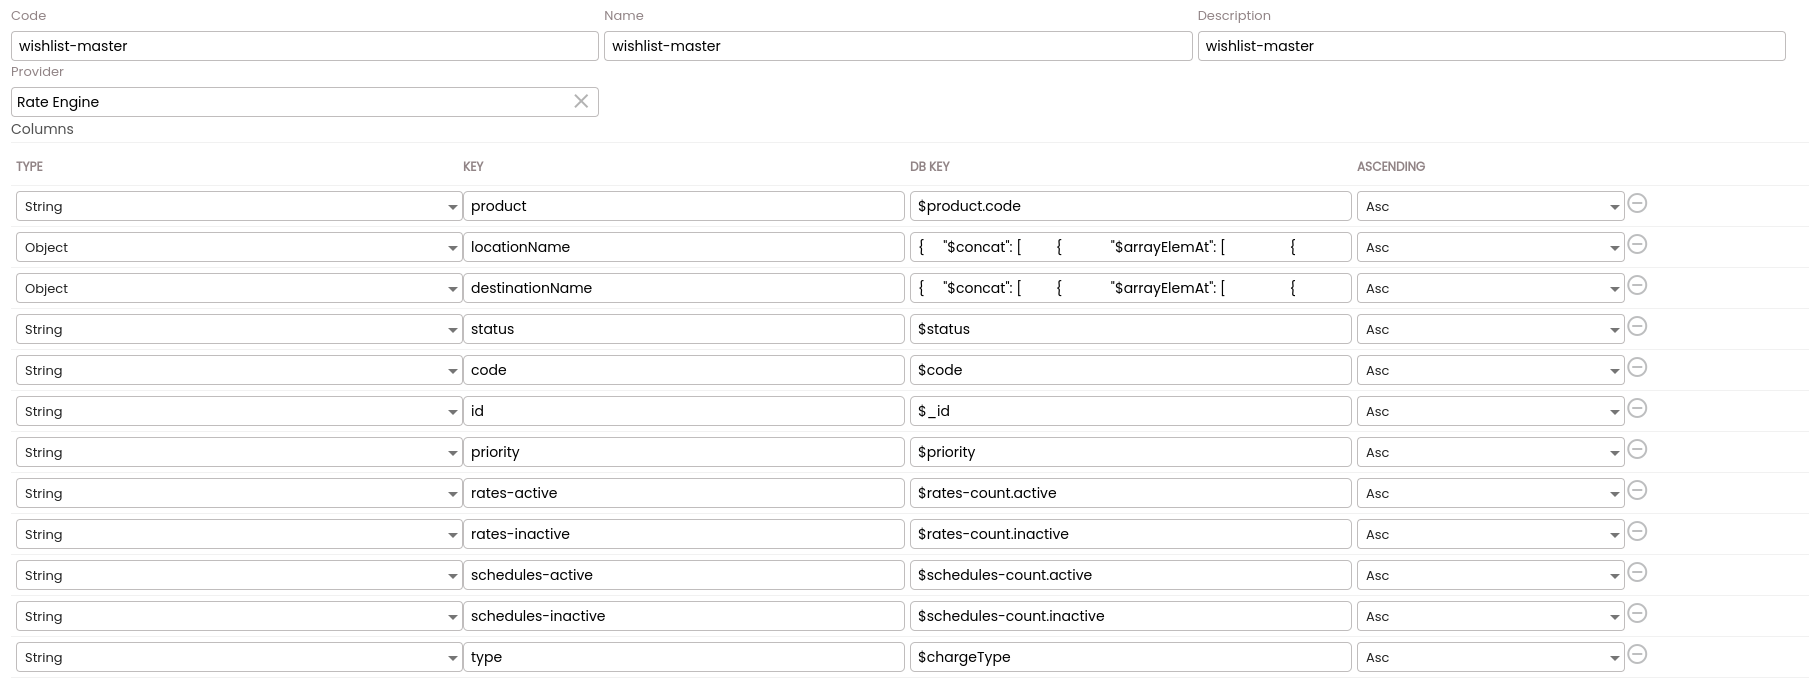 Code Name Description
wishlist-master wishlist-master wishlist-master
Provider
Rate Engine
Columns
TYPE KEY DB KEY ASCENDING
String product $product.code Asc
Object locationName { "$concat": [ { "$arrayElemAt": [ { Asc
Object destinationName { "$concat": [ { "$arrayElemAt": [ { Asc
String status $status Asc
String code $code Asc
String id $_id Asc
String priority $priority Asc
String rates-active $rates-count.active Asc
String rates-inactive $rates-count.inactive Asc
String schedules-active $schedules-count.active Asc
String schedules-inactive $schedules-count.inactive Asc
String type $chargeType Asc